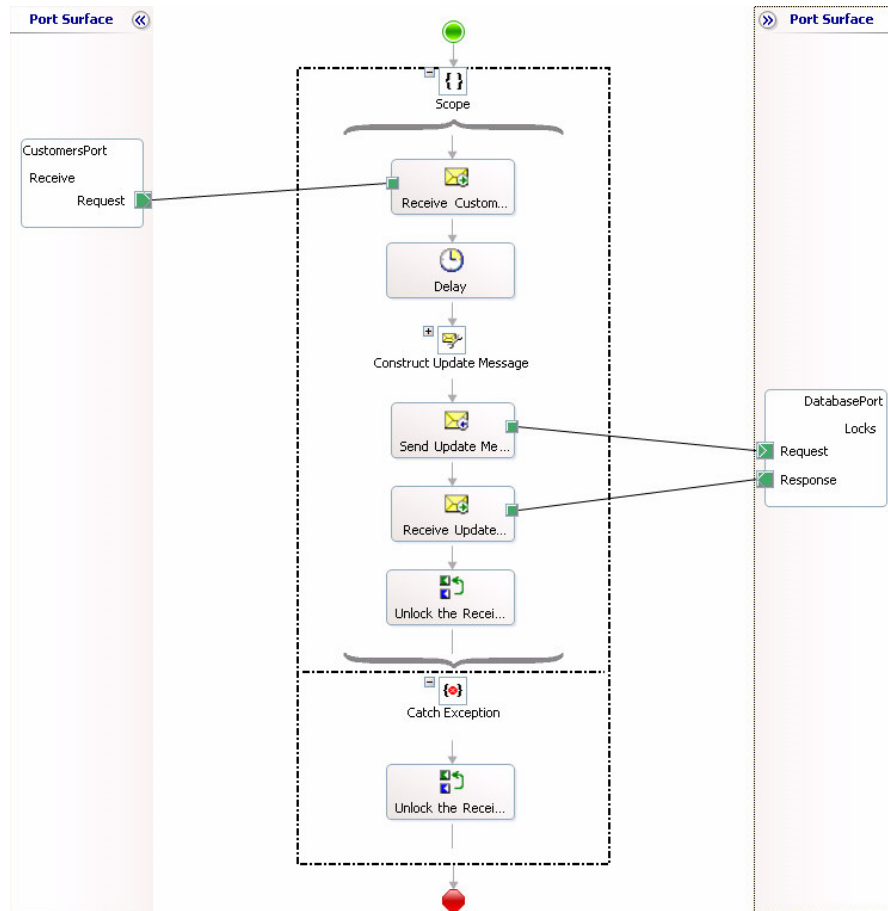 Port Surface
Port Surface
Scope
CustomersPort
Receive
Request
Receive Custom...
Delay
Construct Update Message
Send Update Me...
DatabasePort
Locks
Request
Response
Receive Update...
Unlock the Recei...
Catch Exception
Unlock the Recei...